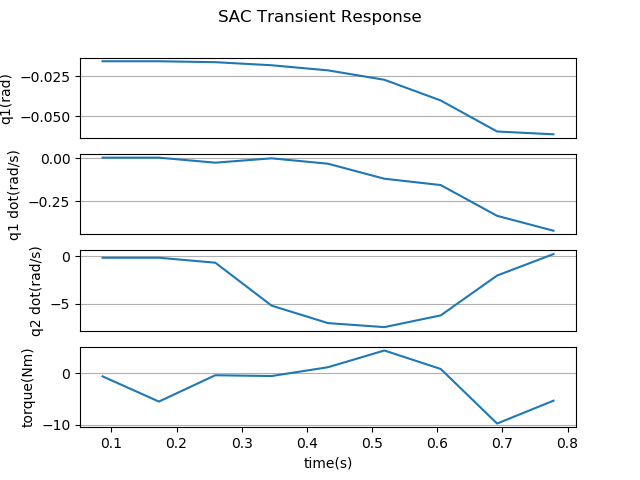 SAC Transient Response
q1(rad)
−0.025
−0.050
q1 dot(rad/s)
0.00
−0.25
q2 dot(rad/s)
0
−5
torque(Nm)
0
−10
0.1 0.2 0.3 0.4 0.5 0.6 0.7 0.8
time(s)